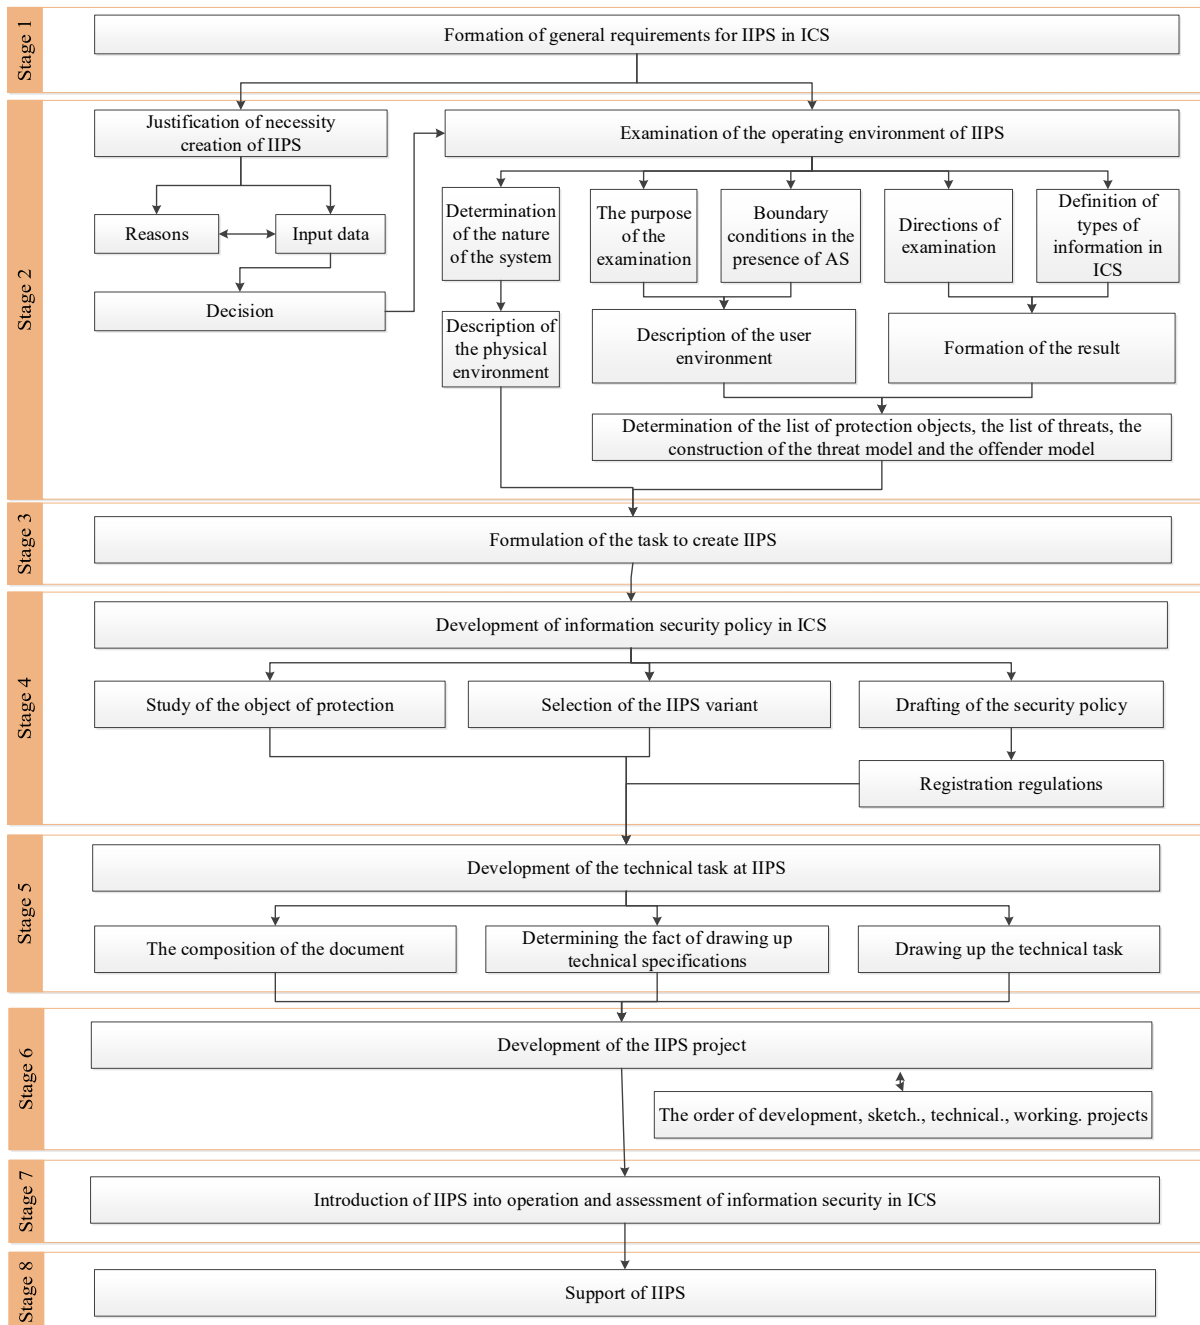 Stage 1
Formation of general requirements for IIPS in ICS
Stage 2
Justification of necessity
creation of IIPS
Examination of the operating environment of IIPS
Reasons
Input data
Decision
Determination
of the nature
of the system
The purpose
of the
examination
Boundary
conditions in the
presence of AS
Directions of
examination
Definition of
types of
information in
ICS
Description of
the physical
environment
Description of the user
environment
Formation of the result
Determination of the list of protection objects, the list of threats, the
construction of the threat model and the offender model
Stage 3
Formulation of the task to create IIPS
Stage 4
Development of information security policy in ICS
Study of the object of protection
Selection of the IIPS variant
Drafting of the security policy
Registration regulations
Stage 5
Development of the technical task at IIPS
The composition of the document
Determining the fact of drawing up
technical specifications
Drawing up the technical task
Stage 6
Development of the IIPS project
The order of development, sketch., technical., working. projects
Stage 7
Introduction of IIPS into operation and assessment of information security in ICS
Stage 8
Support of IIPS